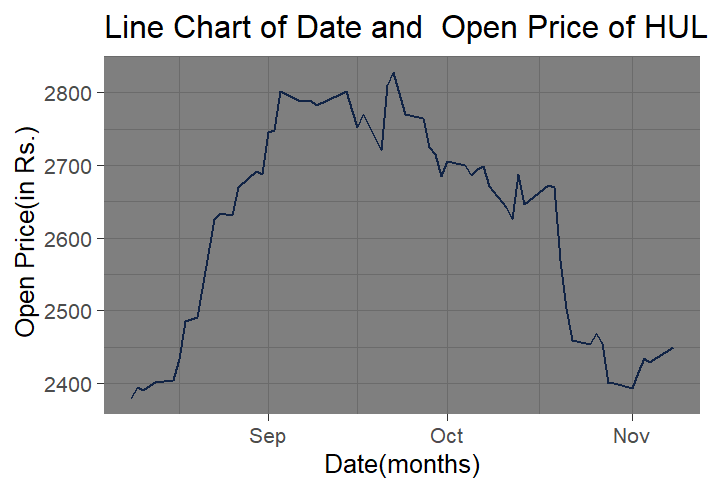 Line Chart of Date and  Open Price of HUL
Open Price(in Rs.)
2800
2700
2600
2500
2400
Sep Oct Nov
Date(months)